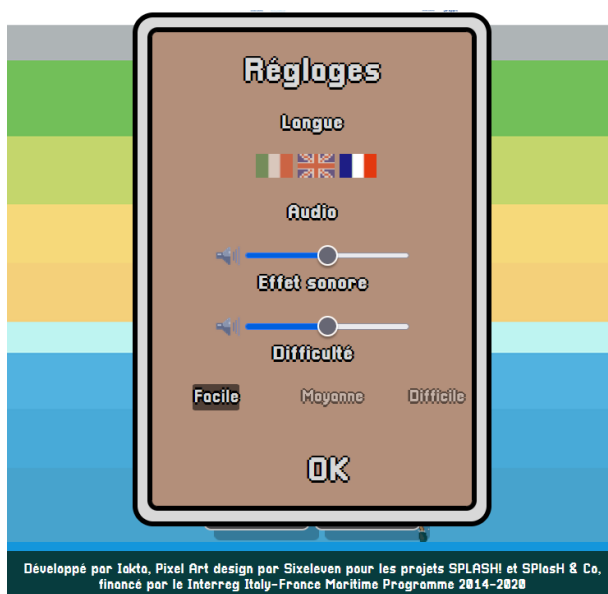 Réglages
Langue
Audio
Effet sonore
Difficulté
Facile Moyenne Difficile
OK
Développé par Iakta, Pixel Art design par Sixeleven pour les projets SPLASH! et SPlasH & Co,
financé par le Interreg Italy-France Maritime Programme 2014-2020